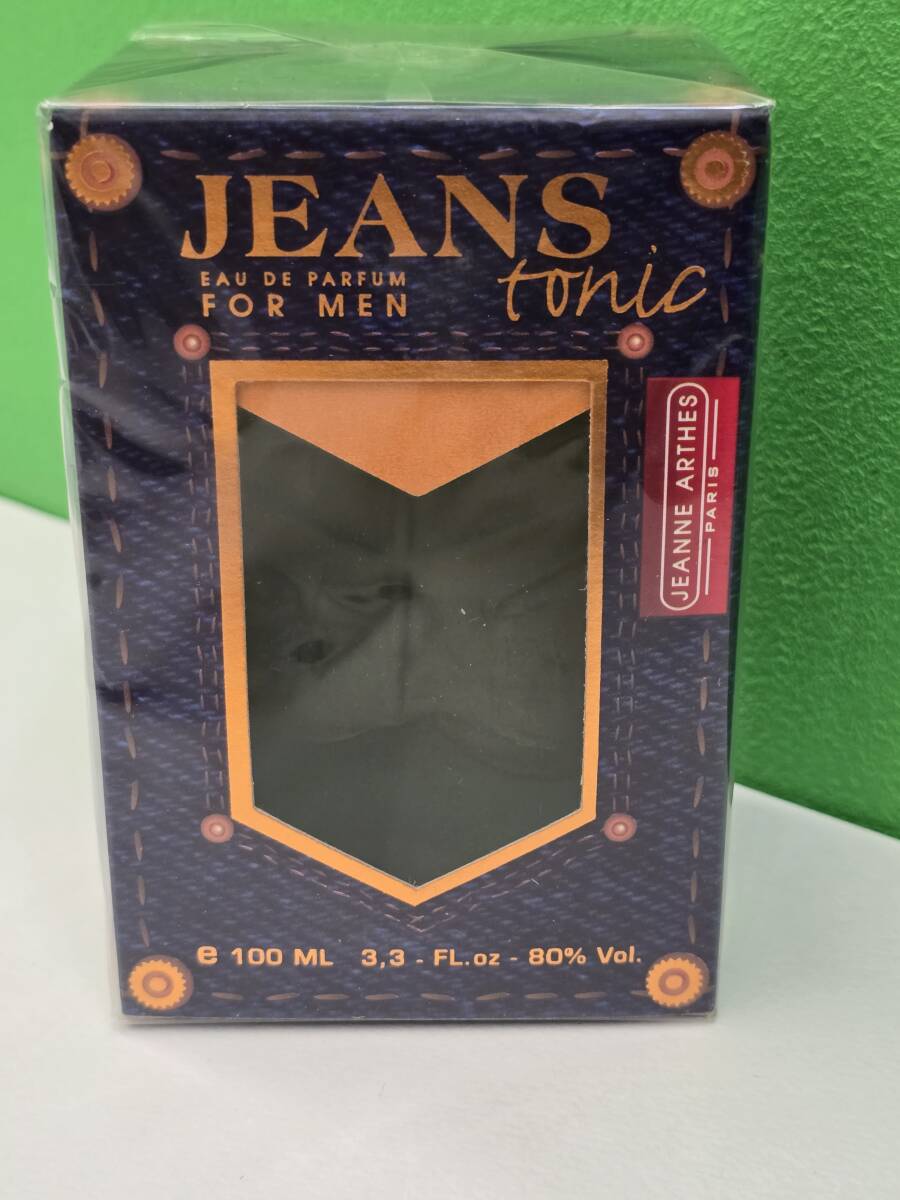 JEANS
tonic
EAU DE PARFUM
FOR MEN
JEANNE ARTHES
PARIS
e 100 ML 3,3 - FL.oz - 80% Vol.